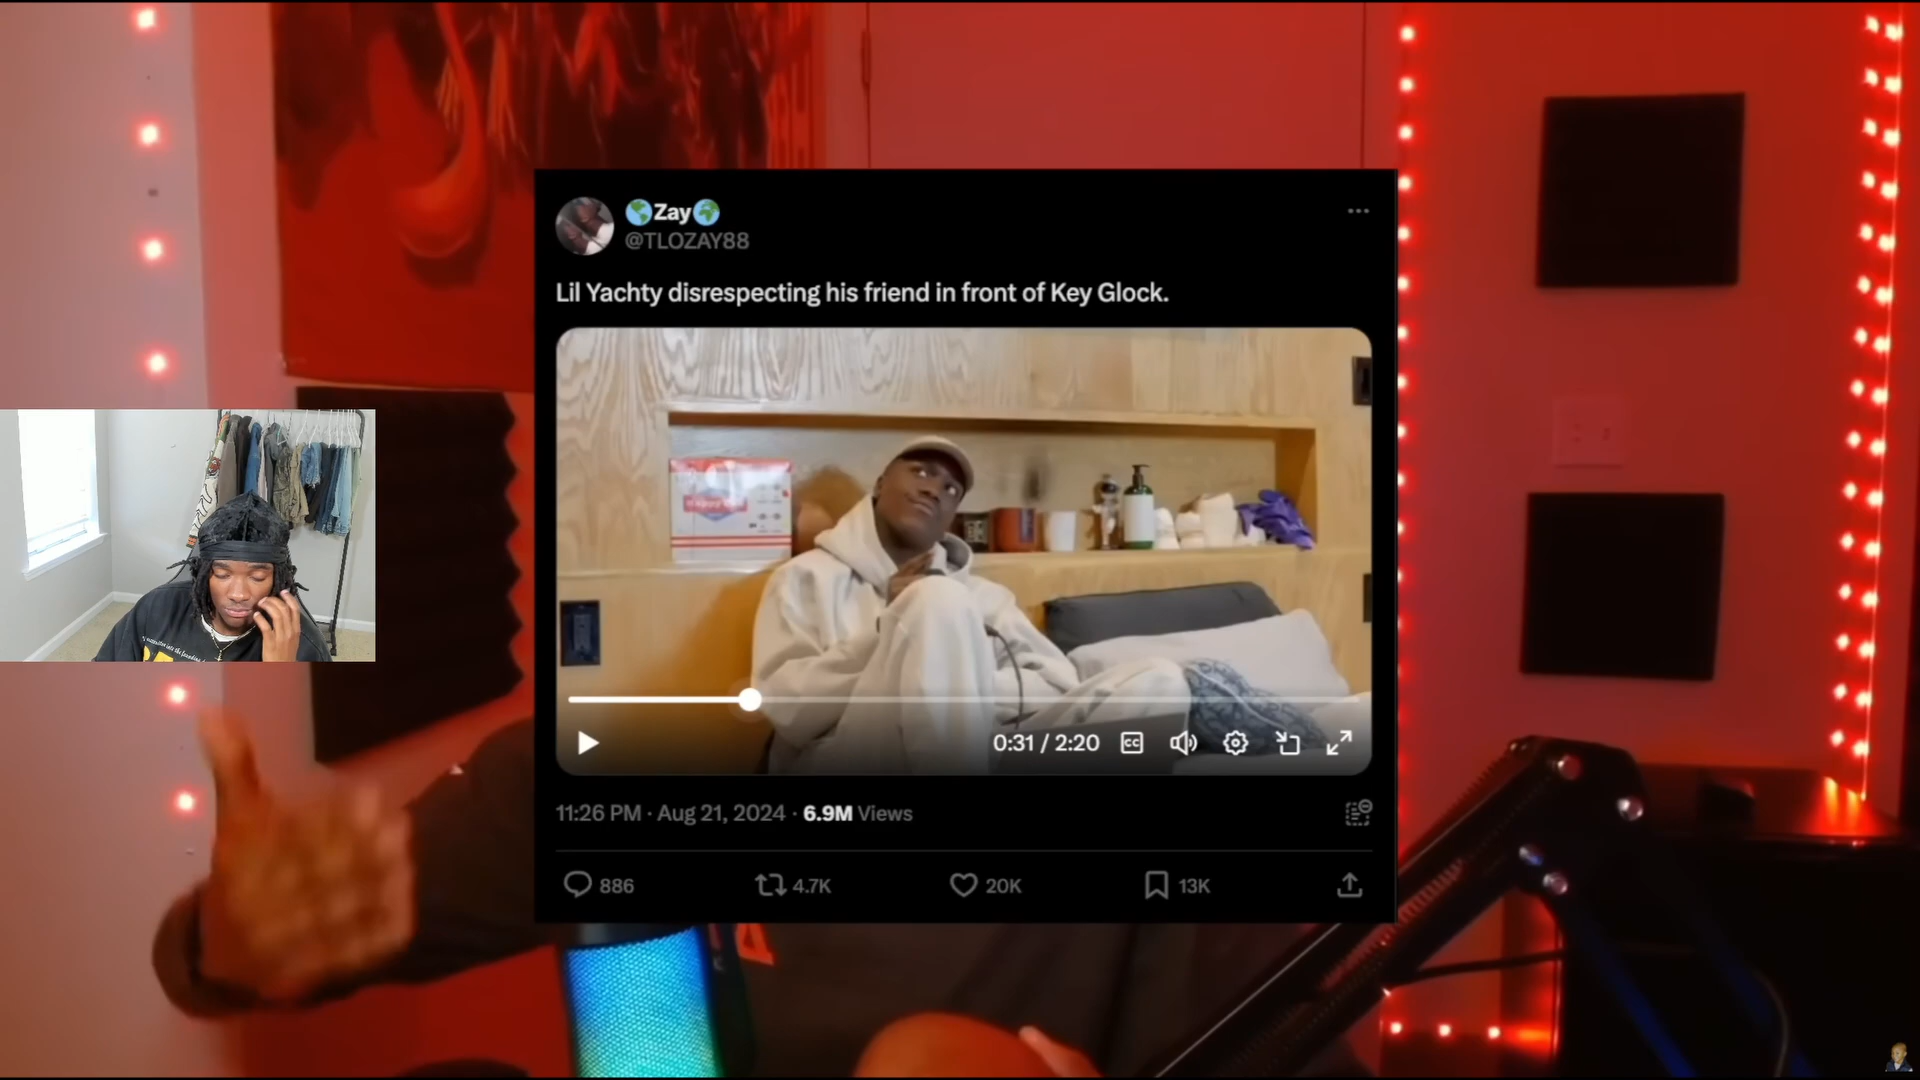 🌎Zay🌍
@TLOZAY88
Lil Yachty disrespecting his friend in front of Key Glock.
0:31 / 2:20
CC
11:26 PM · Aug 21, 2024 · 6.9M Views
886 4.7K 20K 13K